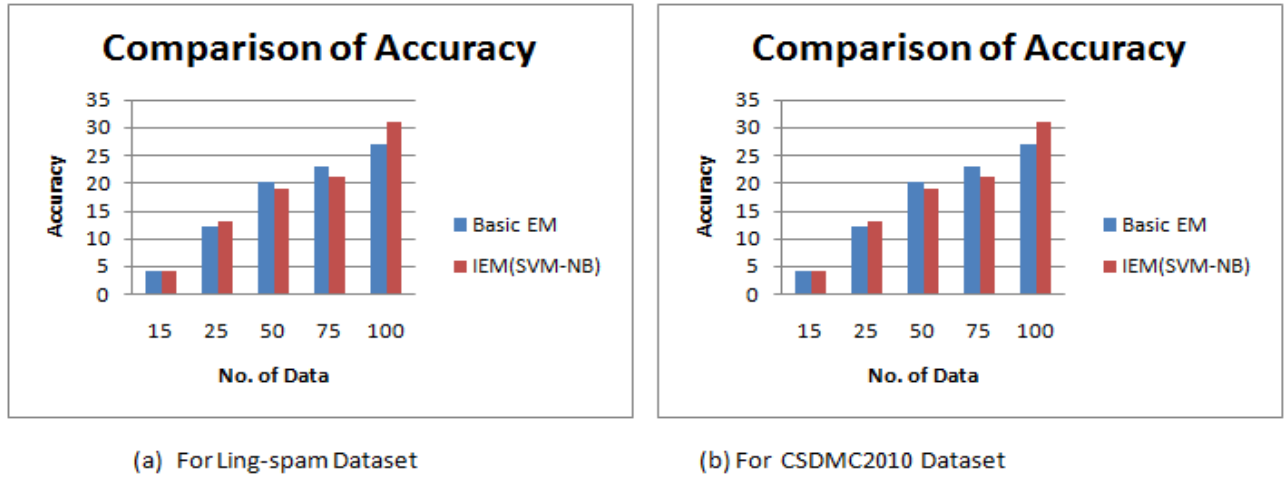 Comparison of Accuracy
35
30
25
20
15
10
5
0
Accuracy
15 25 50 75 100
No. of Data
Basic EM
IEM(SVM-NB)
(a) For Ling-spam Dataset
Comparison of Accuracy
35
30
25
20
15
10
5
0
Accuracy
15 25 50 75 100
No. of Data
Basic EM
IEM(SVM-NB)
(b) For CSDMC2010 Dataset